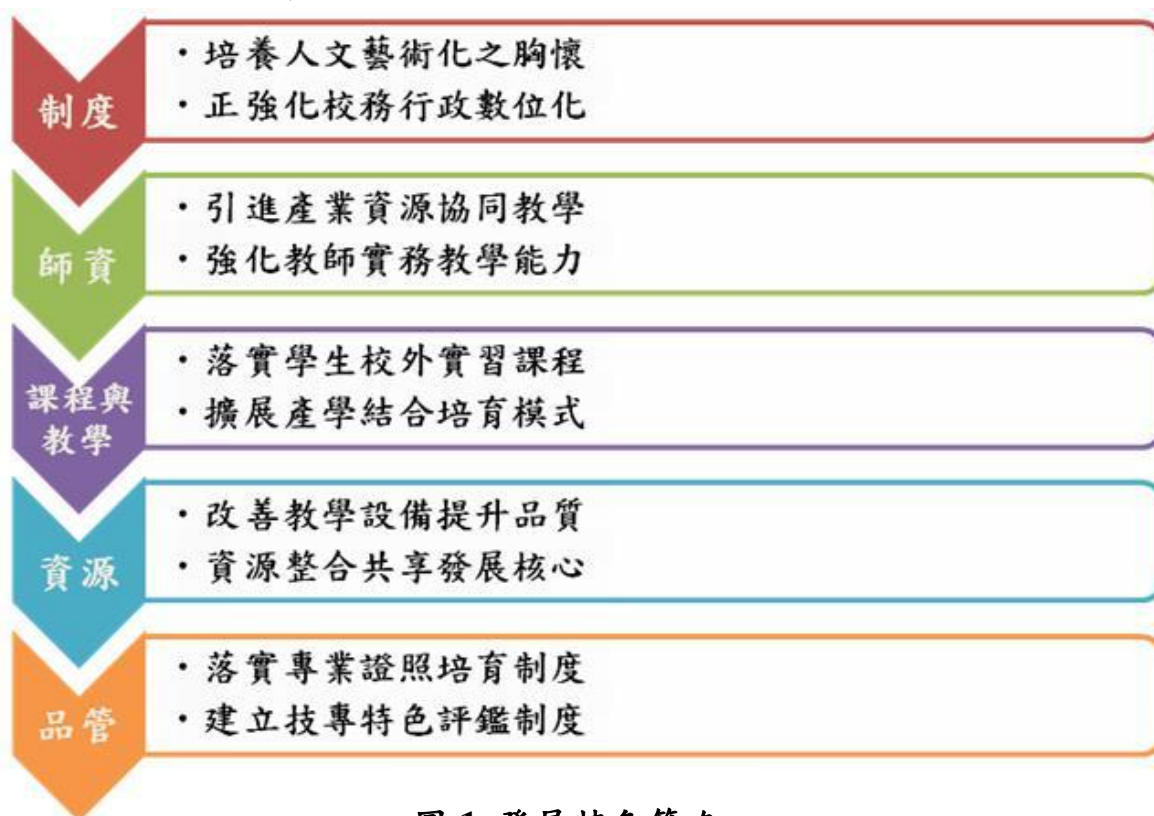 制度
・培養人文藝術化之胸懷
・正強化校務行政數位化
師資
・引進產業資源協同教學
・強化教師實務教學能力
課程與
教學
・落實學生校外實習課程
・擴展產學結合培育模式
資源
・改善教學設備提升品質
・資源整合共享發展核心
品管
・落實專業證照培育制度
・建立技專特色評鑑制度